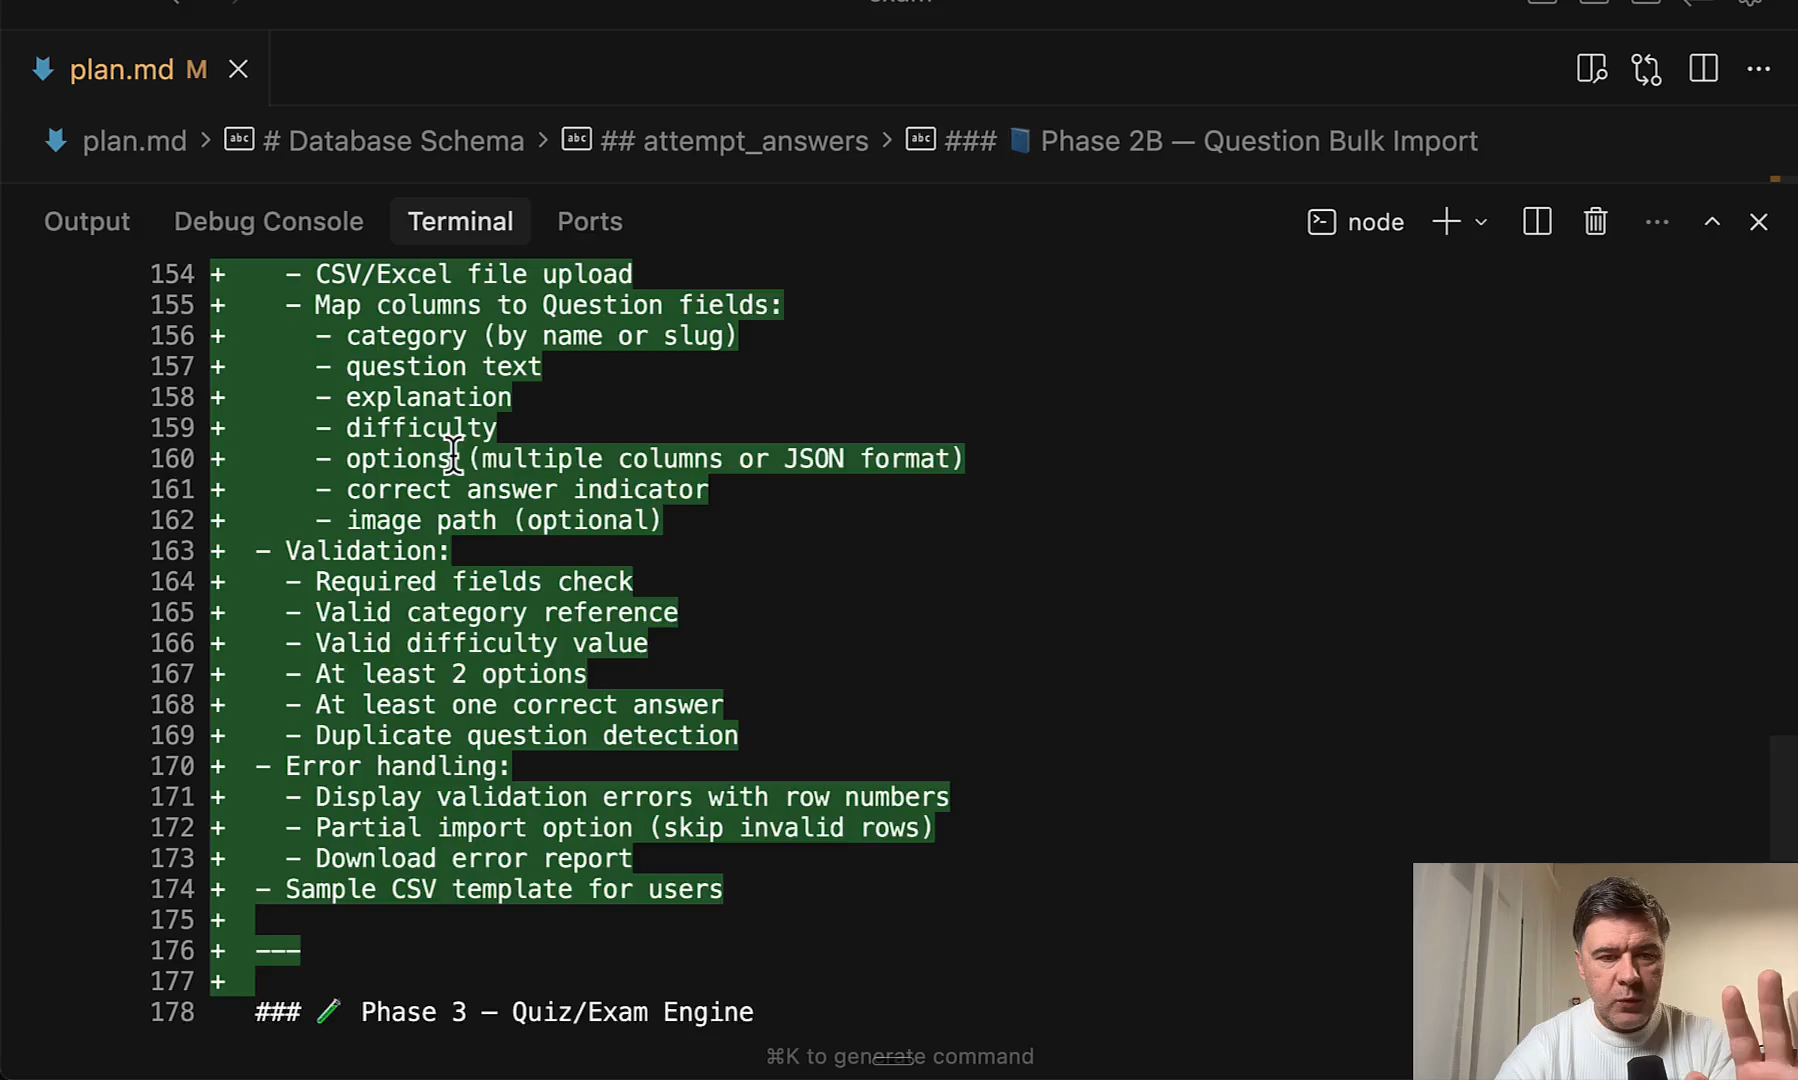 plan.md M
plan.md > # Database Schema > ## attempt_answers > ### Phase 2B — Question Bulk Import
Output Debug Console Terminal Ports node
154 + - CSV/Excel file upload
155 + - Map columns to Question fields:
156 + - category (by name or slug)
157 + - question text
158 + - explanation
159 + - difficulty
160 + - options (multiple columns or JSON format)
161 + - correct answer indicator
162 + - image path (optional)
163 + - Validation:
164 + - Required fields check
165 + - Valid category reference
166 + - Valid difficulty value
167 + - At least 2 options
168 + - At least one correct answer
169 + - Duplicate question detection
170 + - Error handling:
171 + - Display validation errors with row numbers
172 + - Partial import option (skip invalid rows)
173 + - Download error report
174 + - Sample CSV template for users
175 +
176 + ---
177 +
178 ### Phase 3 — Quiz/Exam Engine
⌘K to generate command